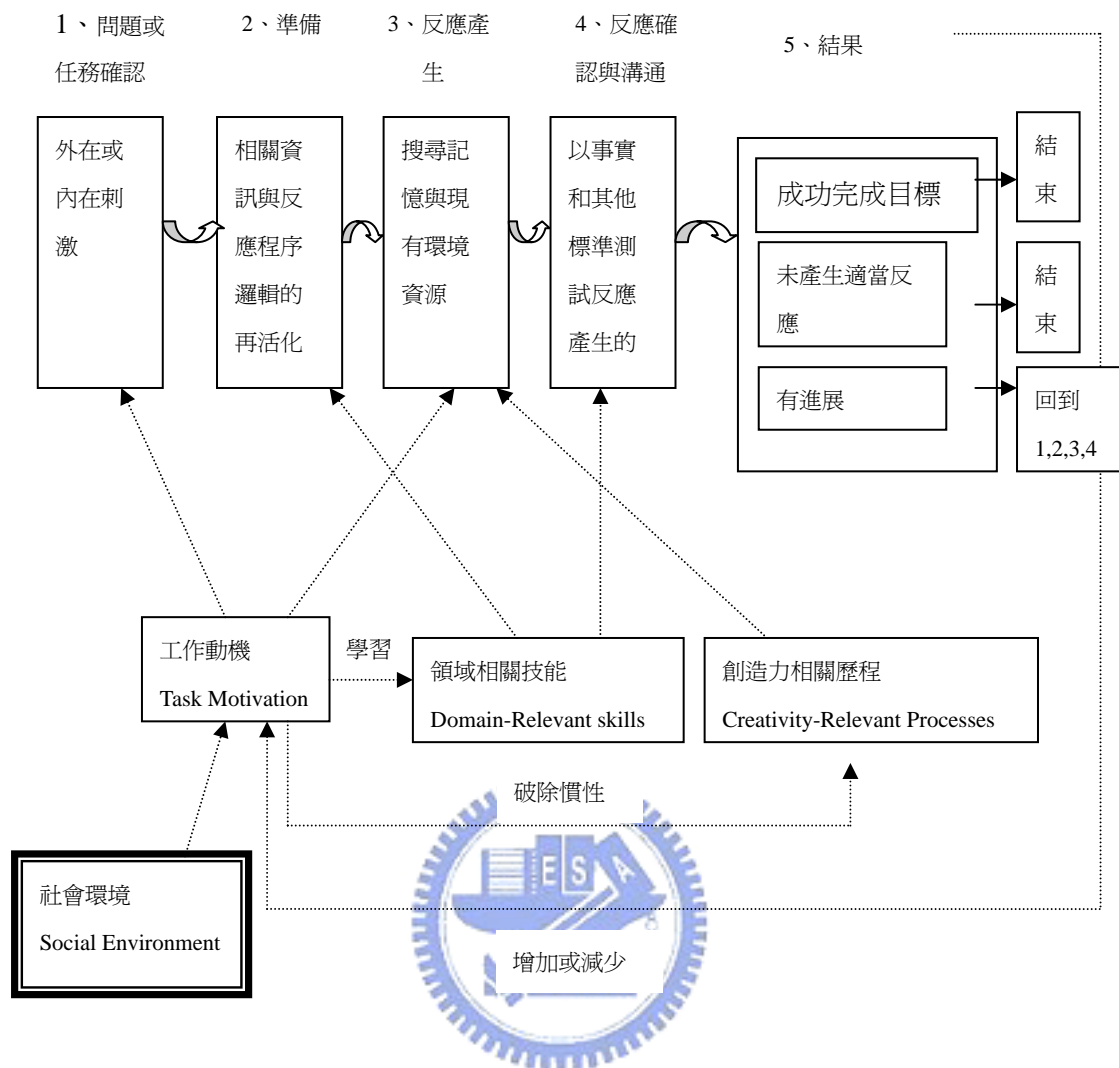 1、問題或
任務確認
2、準備
3、反應產
生
4、反應確
認與溝通
5、結果
外在或
內在刺
激
相關資
訊與反
應程序
邏輯的
再活化
搜尋記
憶與現
有環境
資源
以事實
和其他
標準測
試反應
產生的
成功完成目標
未產生適當反
應
有進展
結
束
結
束
回到
1,2,3,4
工作動機
Task Motivation
學習
領域相關技能
Domain-Relevant skills
創造力相關歷程
Creativity-Relevant Processes
破除慣性
ESA
社會環境
Social Environment
增加或減少